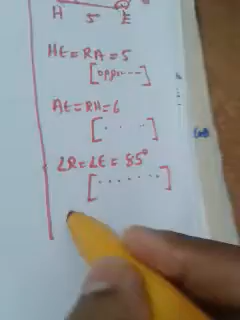 H 5 E
HE = RA = 5
[oppo....]
AE = RH = 6
[. . . .]
∠R = ∠E = 85°
[.......]